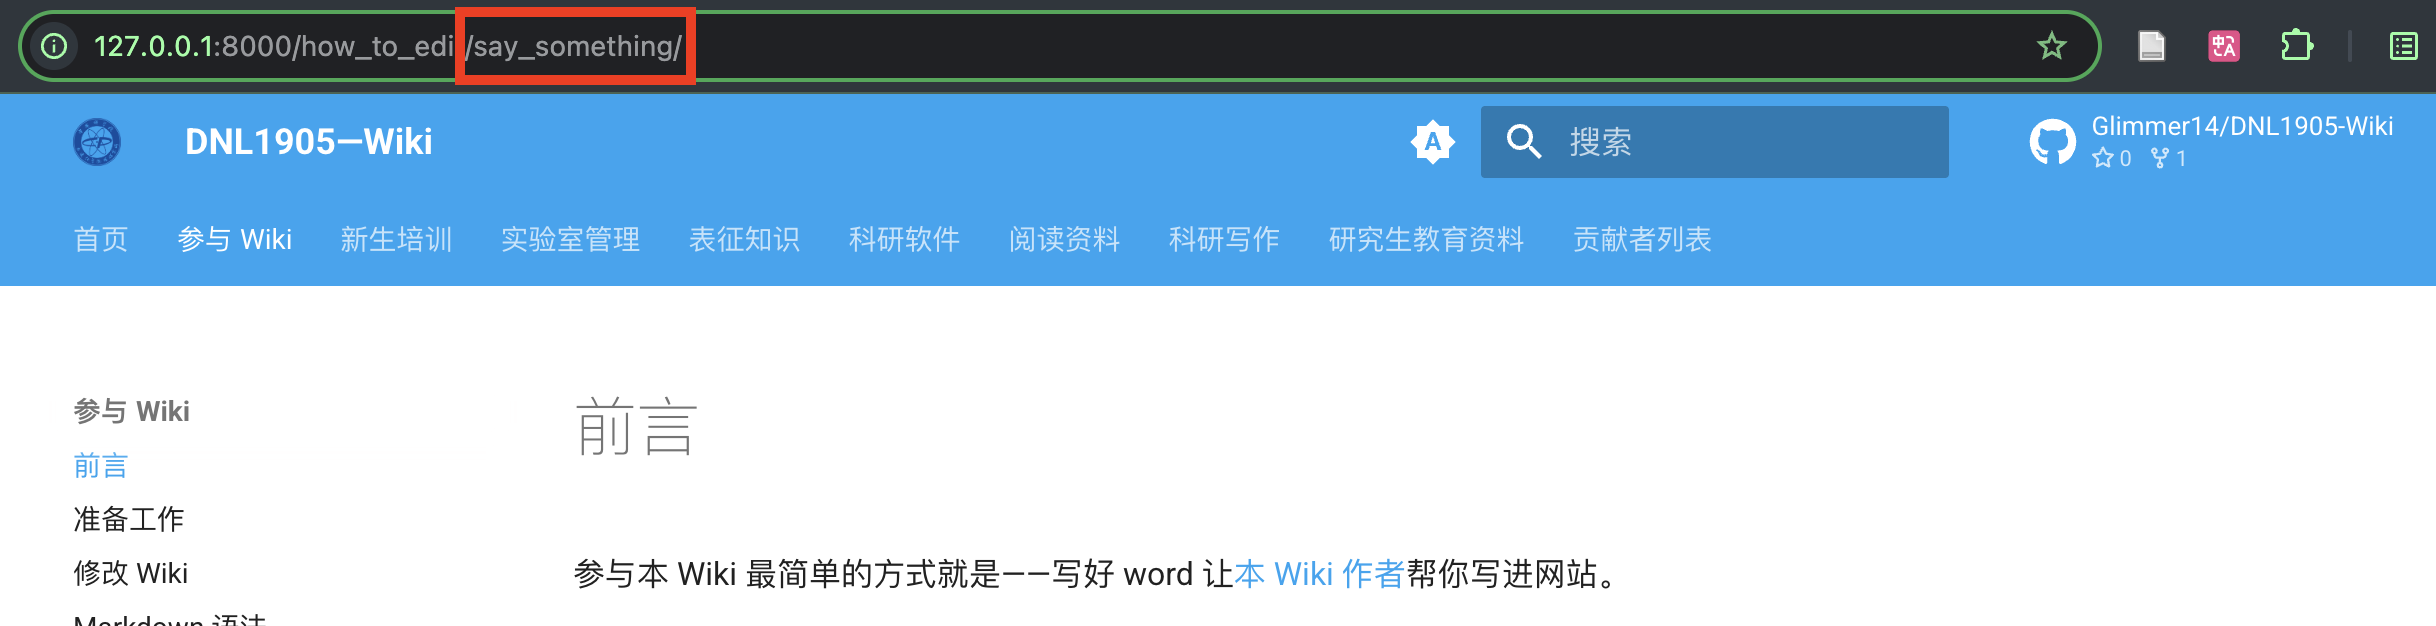 127.0.0.1:8000/how_to_edi/say_something/
DNL1905—Wiki
A
搜索
Glimmer14/DNL1905-Wiki
0 1
首页 参与 Wiki 新生培训 实验室管理 表征知识 科研软件 阅读资料 科研写作 研究生教育资料 贡献者列表
参与 Wiki
前言
准备工作
修改 Wiki
Markdown 语法
前言
参与本 Wiki 最简单的方式就是——写好 word 让本 Wiki 作者帮你写进网站。